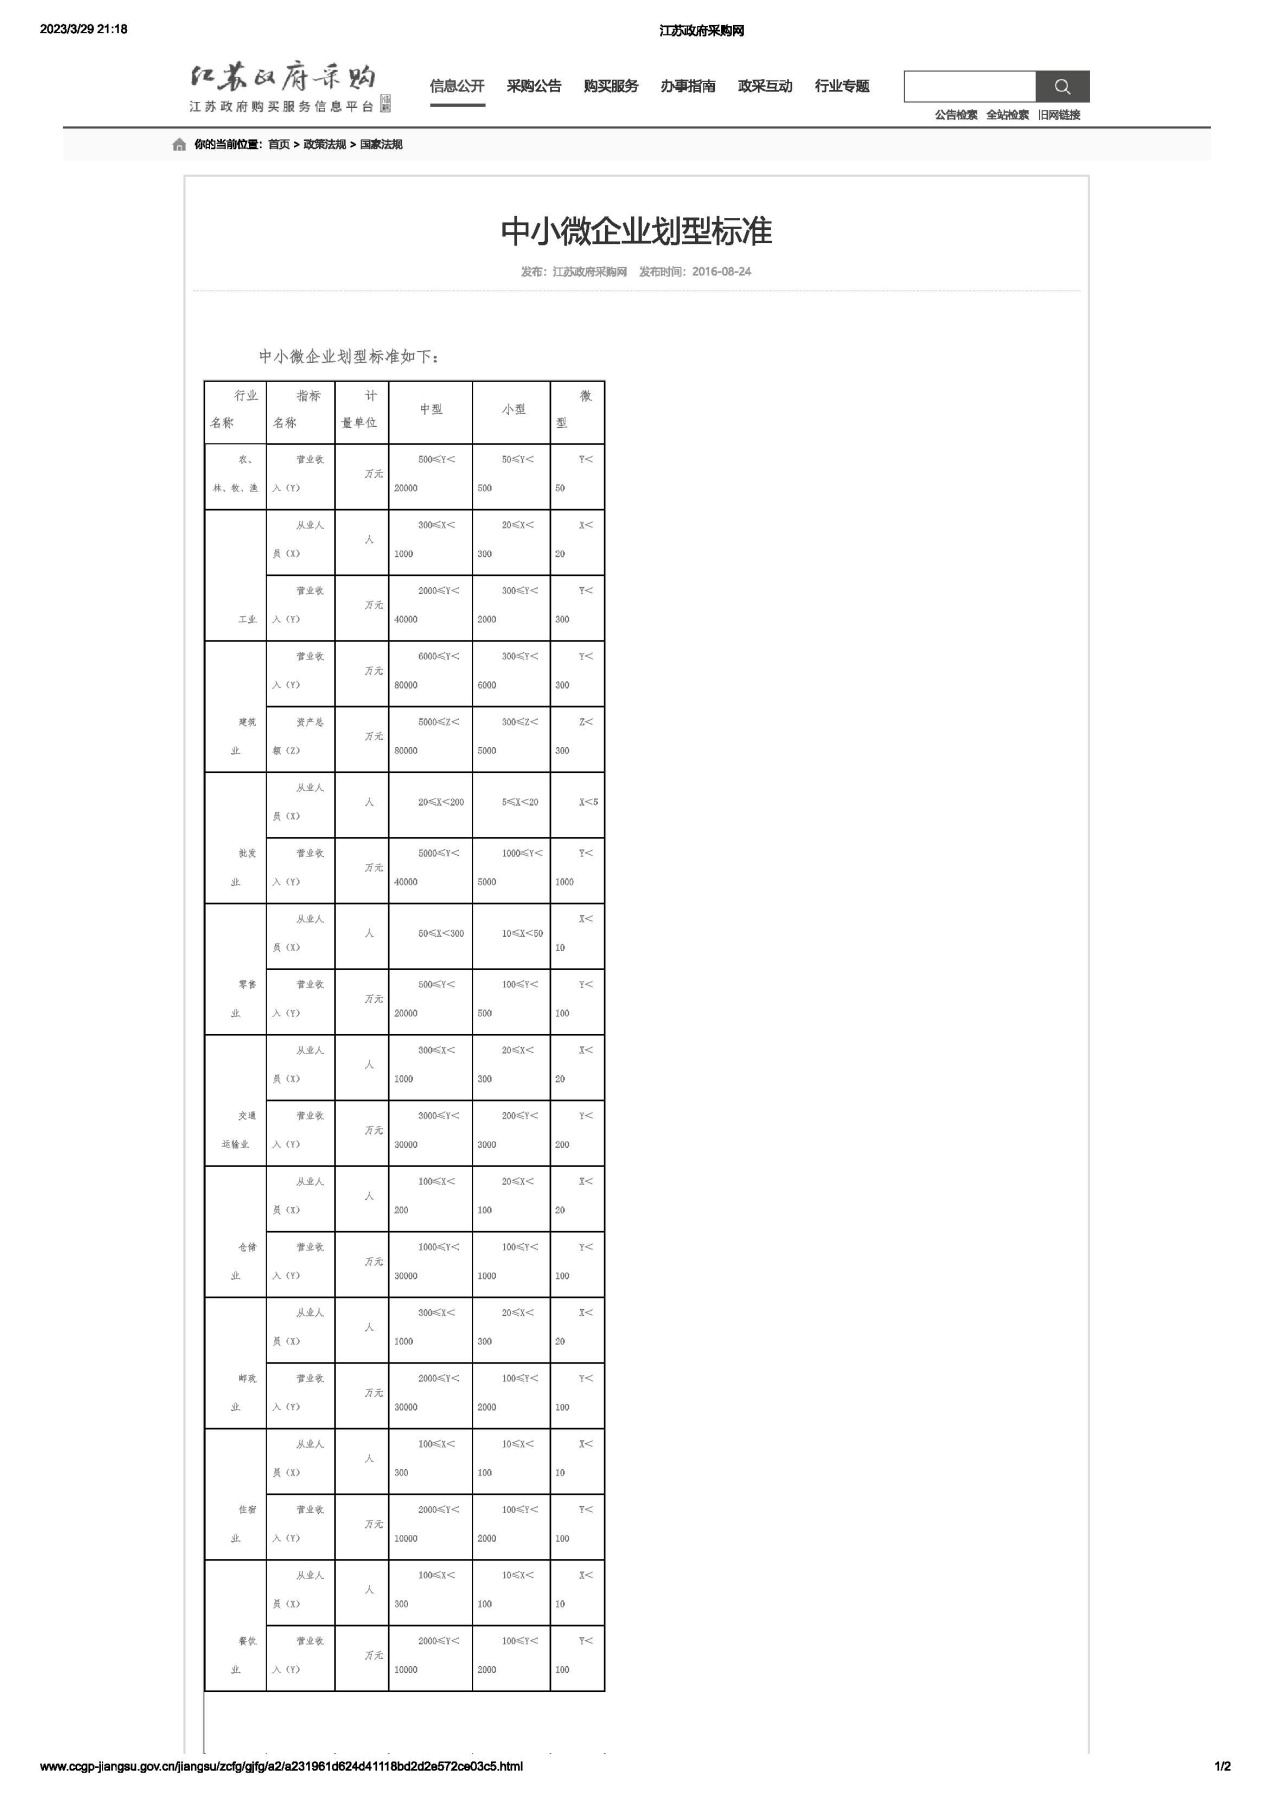 2023/3/29 21:18
江苏政府采购网
江苏政府采购
江苏政府购买服务信息平台
信息公开 采购公告 购买服务 办事指南 政采互动 行业专题
公告检索 全站检索 旧网链接
你的当前位置：首页 > 政策法规 > 国家法规
中小微企业划型标准
发布：江苏政府采购网 发布时间：2016-08-24
中小微企业划型标准如下：
行业名称 指标名称 计量单位 中型 小型 微型
农、林、牧、渔 营业收入（Y） 万元 500≤Y＜20000 50≤Y＜500 Y＜50
工业 从业人员（X） 人 300≤X＜1000 20≤X＜300 X＜20
营业收入（Y） 万元 2000≤Y＜40000 300≤Y＜2000 Y＜300
建筑业 营业收入（Y） 万元 6000≤Y＜80000 300≤Y＜6000 Y＜300
资产总额（Z） 万元 5000≤Z＜80000 300≤Z＜5000 Z＜300
批发业 从业人员（X） 人 20≤X＜200 5≤X＜20 X＜5
营业收入（Y） 万元 5000≤Y＜40000 1000≤Y＜5000 Y＜1000
零售业 从业人员（X） 人 50≤X＜300 10≤X＜50 X＜10
营业收入（Y） 万元 500≤Y＜20000 100≤Y＜500 Y＜100
交通运输业 从业人员（X） 人 300≤X＜1000 20≤X＜300 X＜20
营业收入（Y） 万元 3000≤Y＜30000 200≤Y＜3000 Y＜200
仓储业 从业人员（X） 人 100≤X＜200 20≤X＜100 X＜20
营业收入（Y） 万元 1000≤Y＜30000 100≤Y＜1000 Y＜100
邮政业 从业人员（X） 人 300≤X＜1000 20≤X＜300 X＜20
营业收入（Y） 万元 2000≤Y＜30000 100≤Y＜2000 Y＜100
住宿业 从业人员（X） 人 100≤X＜300 10≤X＜100 X＜10
营业收入（Y） 万元 2000≤Y＜10000 100≤Y＜2000 Y＜100
餐饮业 从业人员（X） 人 100≤X＜300 10≤X＜100 X＜10
营业收入（Y） 万元 2000≤Y＜10000 100≤Y＜2000 Y＜100
www.ccgp-jiangsu.gov.cn/jiangsu/zcfg/gjfg/a2/a231961d624d41118bd2d2e572ce03c5.html
1/2